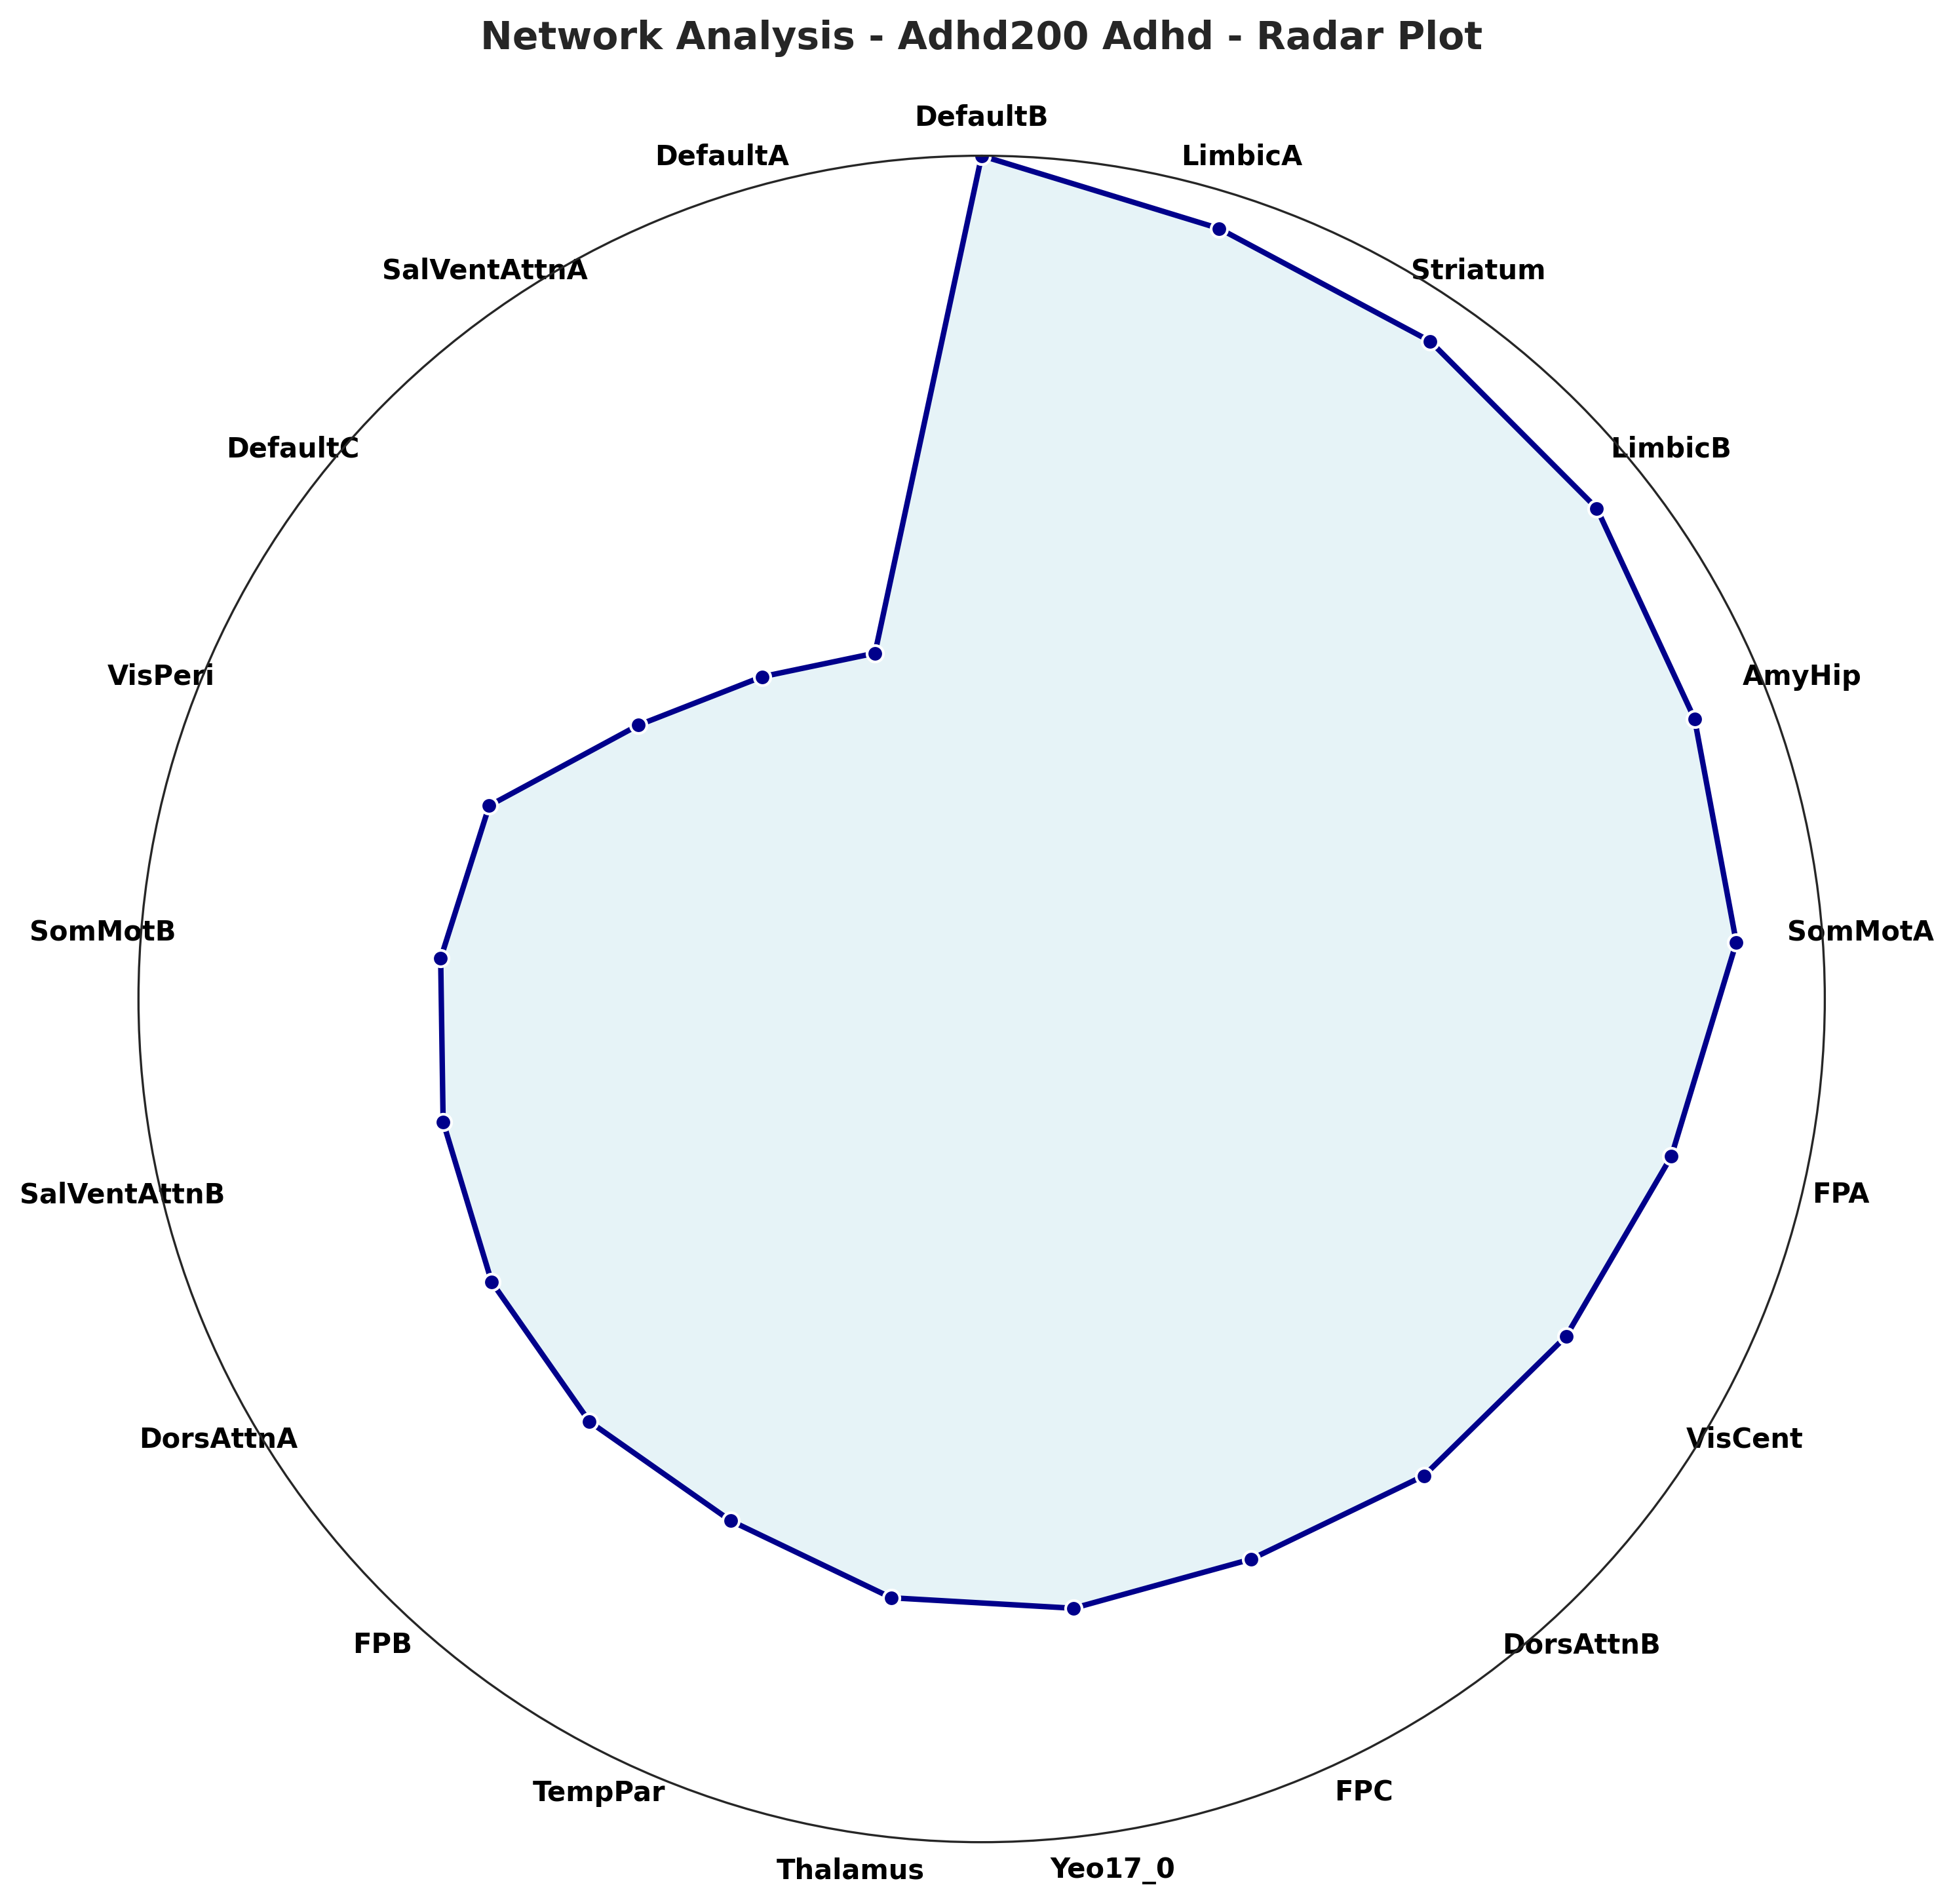 Network Analysis - Adhd200 Adhd - Radar Plot
DefaultB
DefaultA
LimbicA
SalVentAttnA
Striatum
DefaultC
LimbicB
VisPeri
AmyHip
SomMotB
SomMotA
SalVentAttnB
FPA
DorsAttnA
VisCent
FPB
DorsAttnB
TempPar
FPC
Thalamus
Yeo17_0